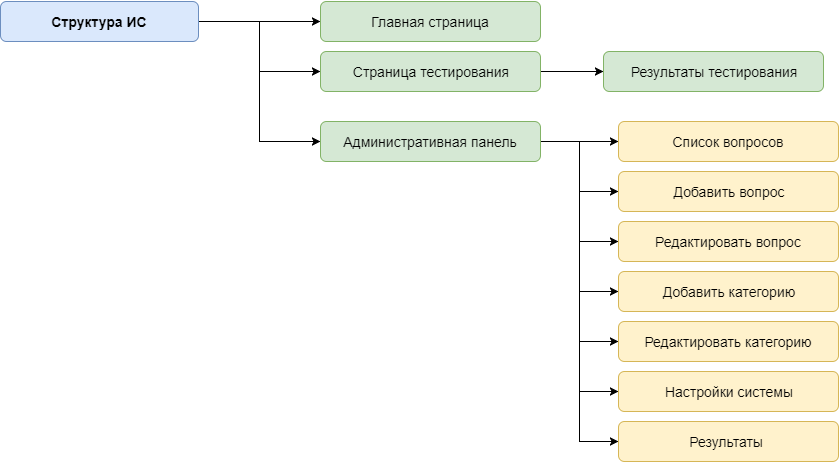 Структура ИС
Главная страница
Страница тестирования
Результаты тестирования
Административная панель
Список вопросов
Добавить вопрос
Редактировать вопрос
Добавить категорию
Редактировать категорию
Настройки системы
Результаты